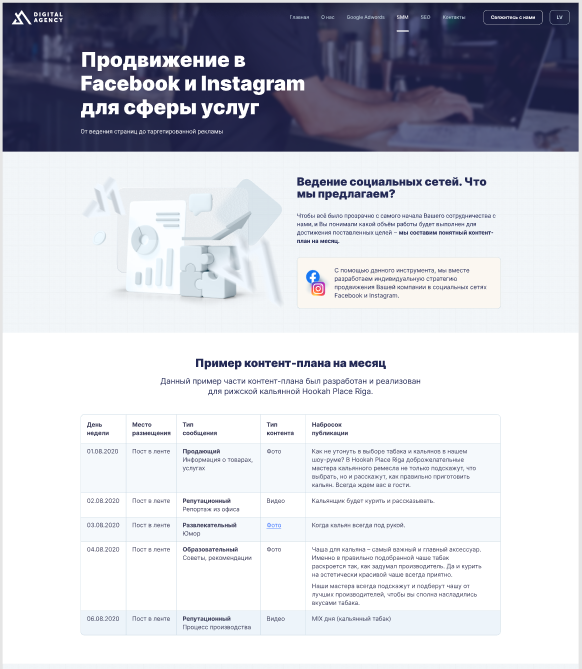 DIGITAL
AGENCY
Главная О нас Google Adwords SMM SEO Контакты Свяжитесь с нами LV
Продвижение в
Facebook и Instagram
для сферы услуг
От ведения страниц до таргетированной рекламы
Ведение социальных сетей. Что
мы предлагаем?
Чтобы всё было прозрачно с самого начала Вашего сотрудничества с
нами, и Вы понимали какой объём работы будет выполнен для
достижения поставленных целей – мы составим понятный контент-
план на месяц.
С помощью данного инструмента, мы вместе
разработаем индивидуальную стратегию
продвижения Вашей компании в социальных сетях
Facebook и Instagram.
Пример контент-плана на месяц
Данный пример части контент-плана был разработан и реализован
для рижской кальянной Hookah Place Riga.
День
недели
Место
размещения
Тип
сообщения
Тип
контента
Набросок
публикации
01.08.2020 Пост в ленте Продающий
Информация о товарах,
услугах
Фото
Как не утонуть в выборе табака и кальянов в нашем
шоу-руме? В Hookah Place Riga доброжелательные
мастера кальянного ремесла не только подскажут, что
выбрать, но и расскажут, как правильно приготовить
кальян. Всегда ждем вас в гости.
02.08.2020 Пост в ленте Репутационный
Репортаж из офиса
Видео
Кальянщик будет курить и рассказывать.
03.08.2020 Пост в ленте Развлекательный
Юмор
Фото
Когда кальян всегда под рукой.
04.08.2020 Пост в ленте Образовательный
Советы, рекомендации
Фото
Чаша для кальяна – самый важный и главный аксессуар.
Именно в правильно подобранной чаше табак
раскроется так, как задумал производитель. Да и курить
на эстетически красивой чаше всегда приятно.
Наши мастера всегда подскажут и подберут чашу от
лучших производителей, чтобы вы сполна насладились
вкусами табака.
06.08.2020 Пост в ленте Репутационный
Процесс производства
Видео
MIX дня (кальянный табак)